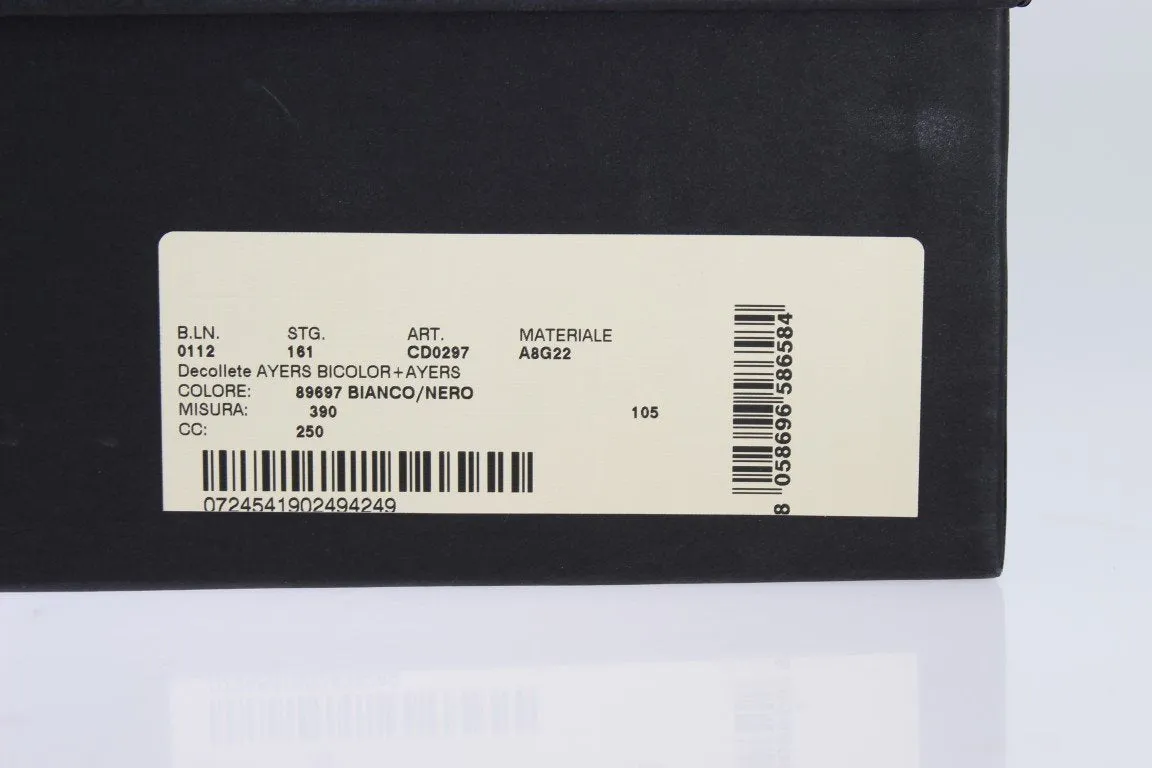 B.LN. STG. ART. MATERIALE
0112 161 CD0297 A8G22
Decollete AYERS BICOLOR+AYERS
COLORE: 89697 BIANCO/NERO
MISURA: 390 105
CC: 250
0724541902494249
8 058696 586584